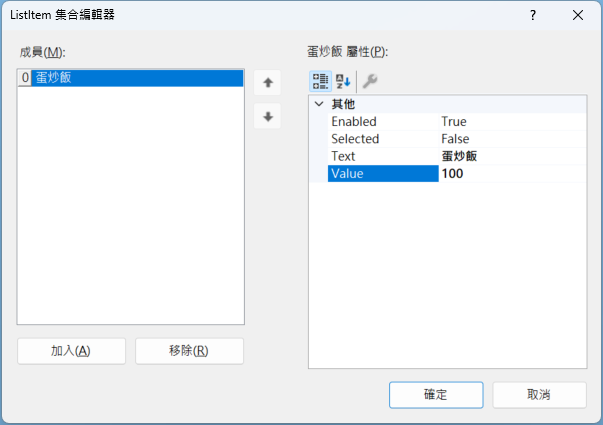 ListItem 集合編輯器 ?
成員(M): 蛋炒飯 屬性(P):
0 蛋炒飯
其他
Enabled True
Selected False
Text 蛋炒飯
Value 100
加入(A) 移除(R)
確定 取消